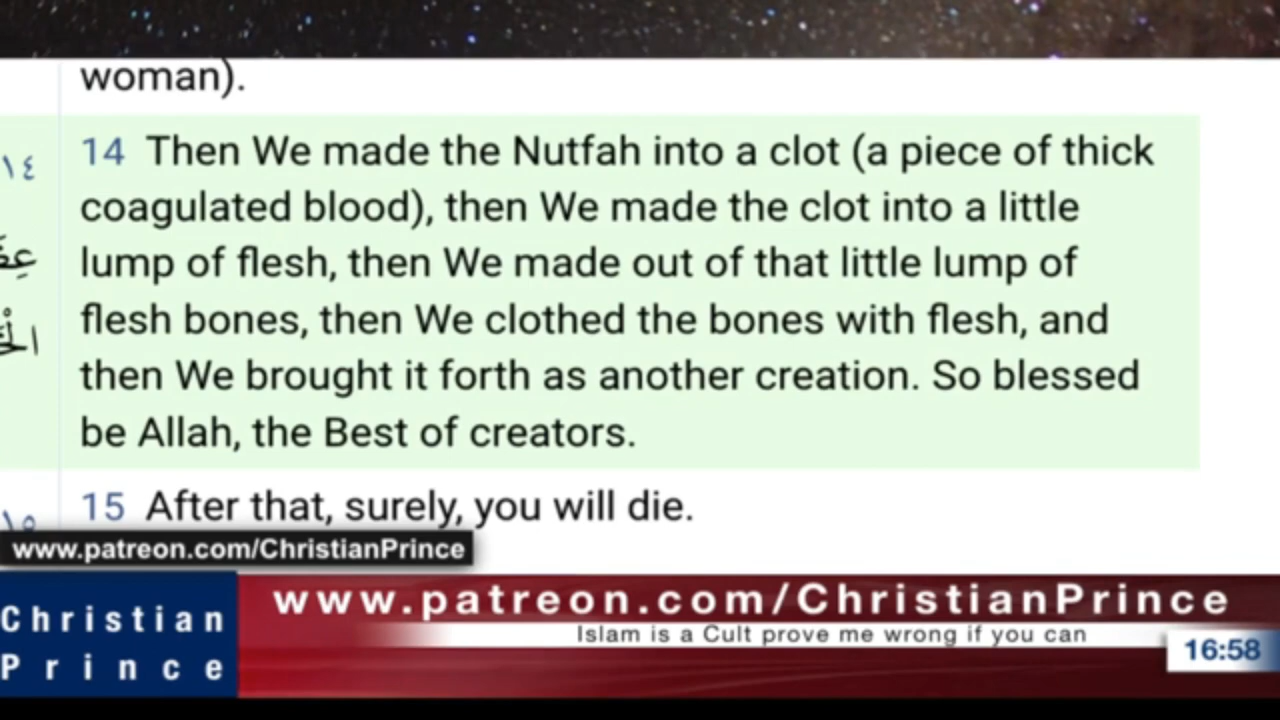 woman).
14 Then We made the Nutfah into a clot (a piece of thick
١٤
coagulated blood), then We made the clot into a little
lump of flesh, then We made out of that little lump of
flesh bones, then We clothed the bones with flesh, and
then We brought it forth as another creation. So blessed
be Allah, the Best of creators.
15 After that, surely, you will die.
١٥
www.patreon.com/ChristianPrince
www.patreon.com/ChristianPrince
Islam is a Cult prove me wrong if you can
Christian
Prince
16:58